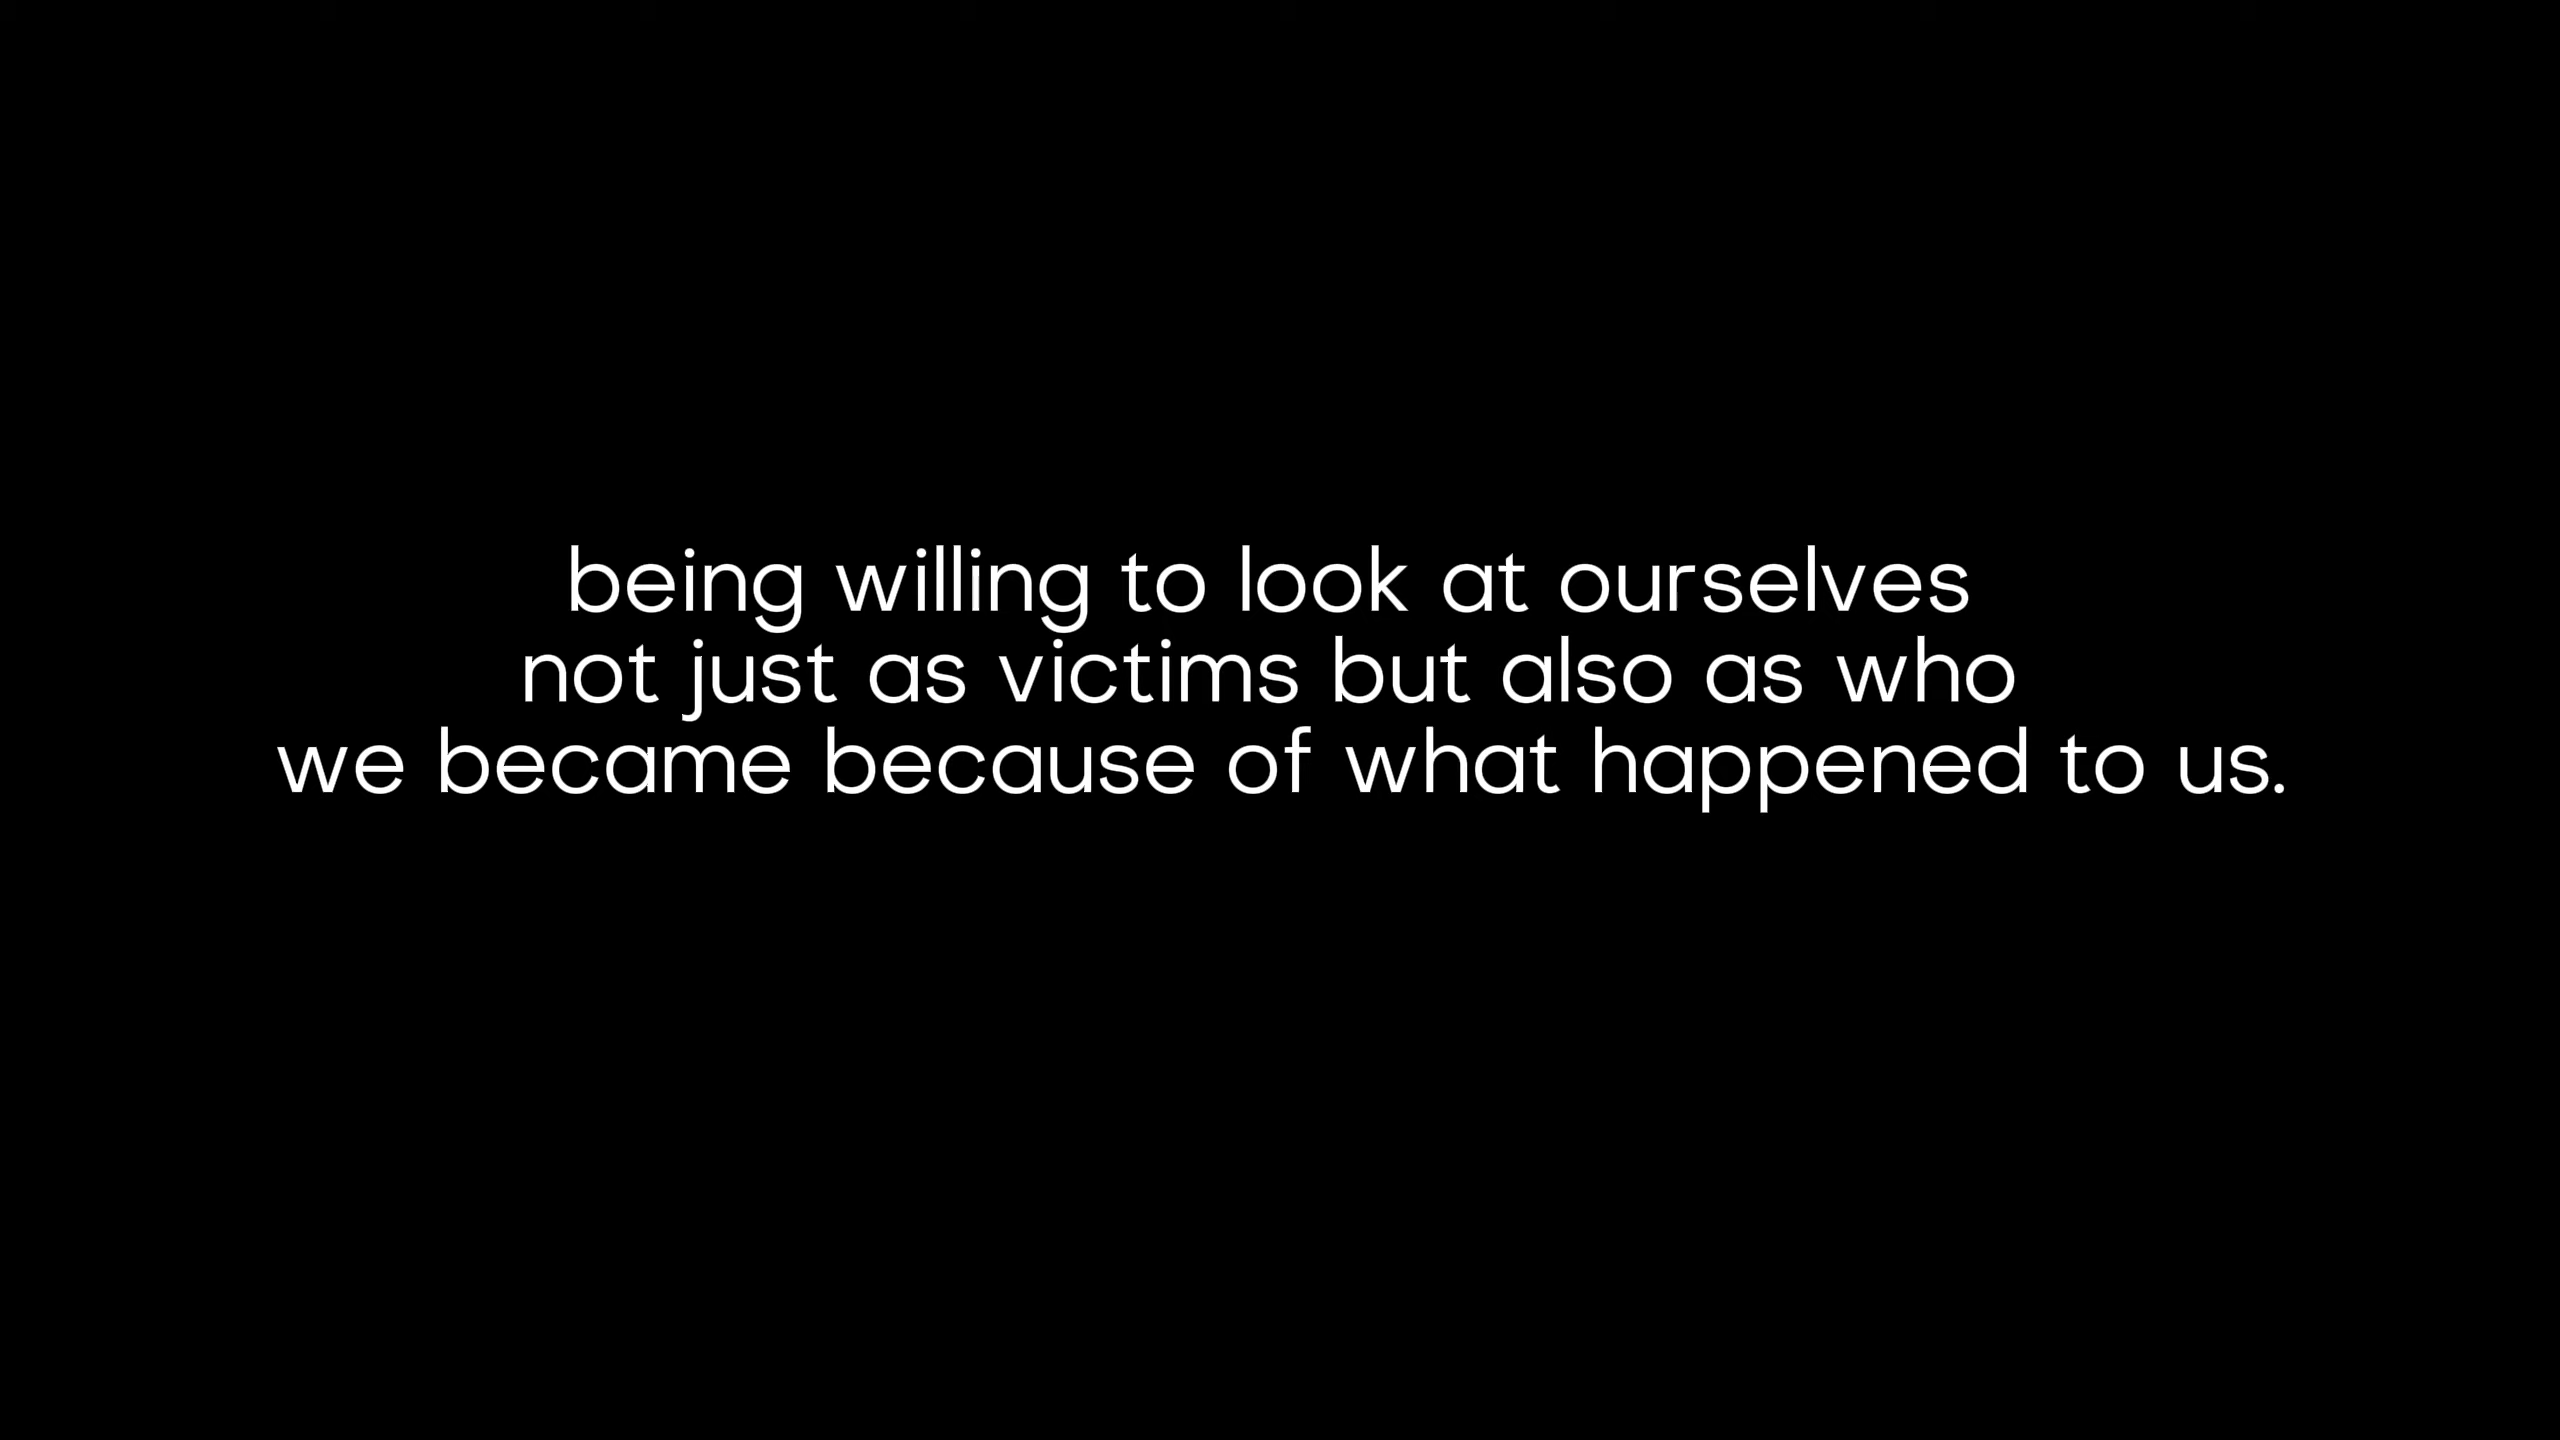 being willing to look at ourselves
not just as victims but also as who
we became because of what happened to us.